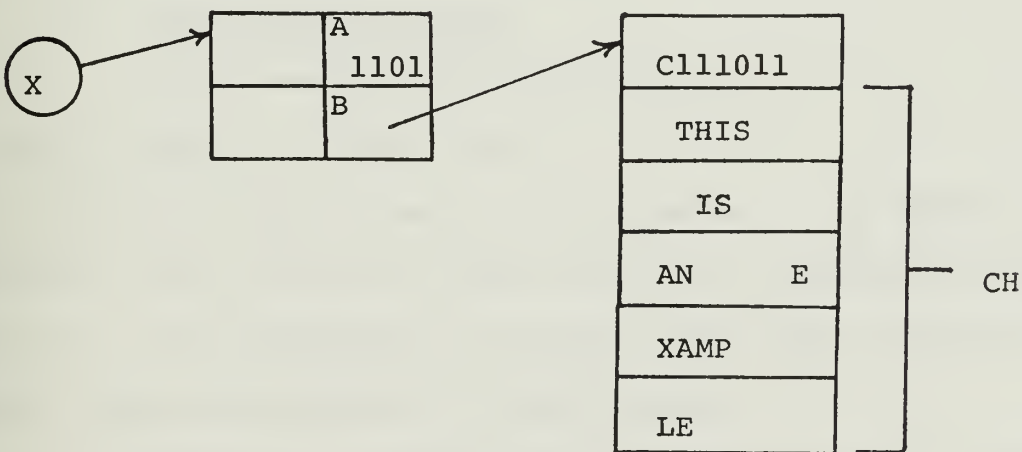 X
A
1101
B
C111011
THIS
IS
AN E
XAMP
LE
CH